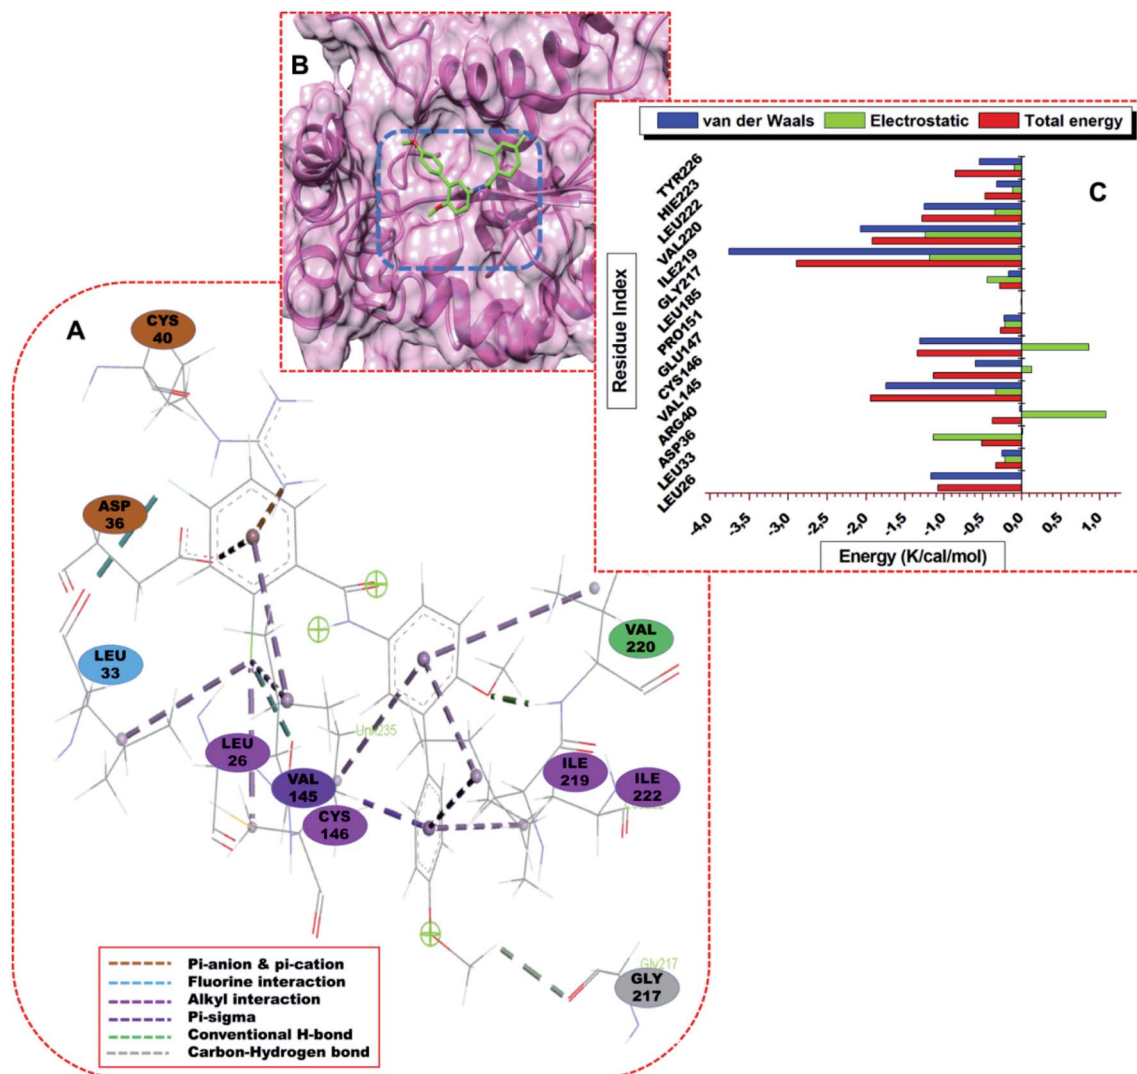 B
van der Waals
Electrostatic
Total energy
C
TYR226
HIE223
LEU222
VAL220
ILE219
GLY217
LEU185
PRO151
GLU147
CYS146
VAL145
ARG40
ASP36
LEU33
LEU26
Residue Index
-4,0
-3,5
-3,0
-2,5
-2,0
-1,5
-1,0
-0,5
0,0
0,5
1,0
Energy (K/cal/mol)
A
CYS
40
ASP
36
LEU
33
VAL
220
LEU
26
VAL
145
CYS
146
ILE
219
ILE
222
Gly217
GLY
217
Pi-anion & pi-cation
Fluorine interaction
Alkyl interaction
Pi-sigma
Conventional H-bond
Carbon-Hydrogen bond